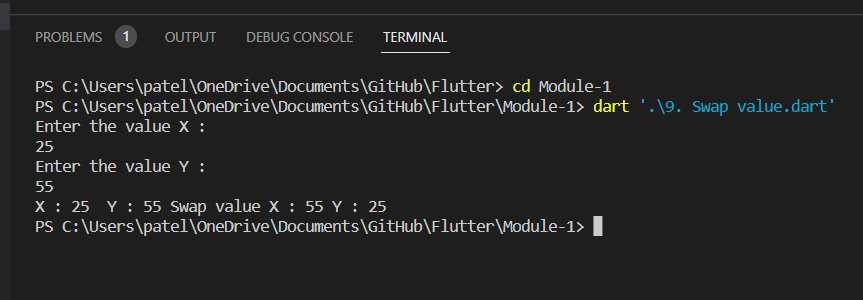 PROBLEMS 1 OUTPUT DEBUG CONSOLE TERMINAL
PS C:\Users\patel\OneDrive\Documents\GitHub\Flutter> cd Module-1
PS C:\Users\patel\OneDrive\Documents\GitHub\Flutter\Module-1> dart '.\9. Swap value.dart'
Enter the value X :
25
Enter the value Y :
55
X : 25  Y : 55 Swap value X : 55 Y : 25
PS C:\Users\patel\OneDrive\Documents\GitHub\Flutter\Module-1>